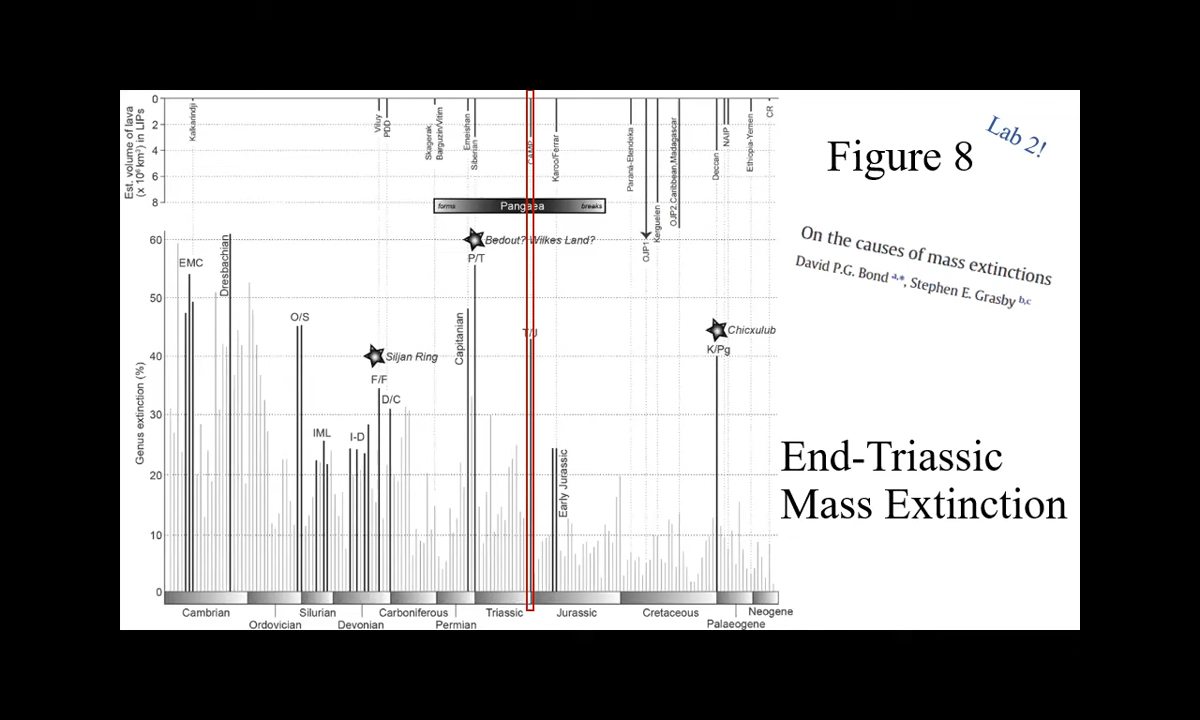 Est. volume of lava
(x 10⁶ km³) in LIPs
0
2
4
6
8
Kalkarindji
Viluy
PDD
Skagerak,
Barguzin/Vitim
Emeishan
Siberian
CAMP
Karoo/Ferrar
Paraná-Etendeka
OJP1
Kerguelen
OJP2,Caribbean,Madagascar
Deccan
NAIP
Ethiopia-Yemen
CR
forms Pangaea breaks
Genus extinction (%)
60
50
40
30
20
10
0
EMC
Dresbachian
O/S
IML
I-D
Siljan Ring
F/F
D/C
Capitanian
Bedout? Wilkes Land?
P/T
T/J
Early Jurassic
Chicxulub
K/Pg
Cambrian
Ordovician
Silurian
Devonian
Carboniferous
Permian
Triassic
Jurassic
Cretaceous
Palaeogene
Neogene
Figure 8
Lab 2!
On the causes of mass extinctions
David P.G. Bond a,*, Stephen E. Grasby b,c
End-Triassic
Mass Extinction